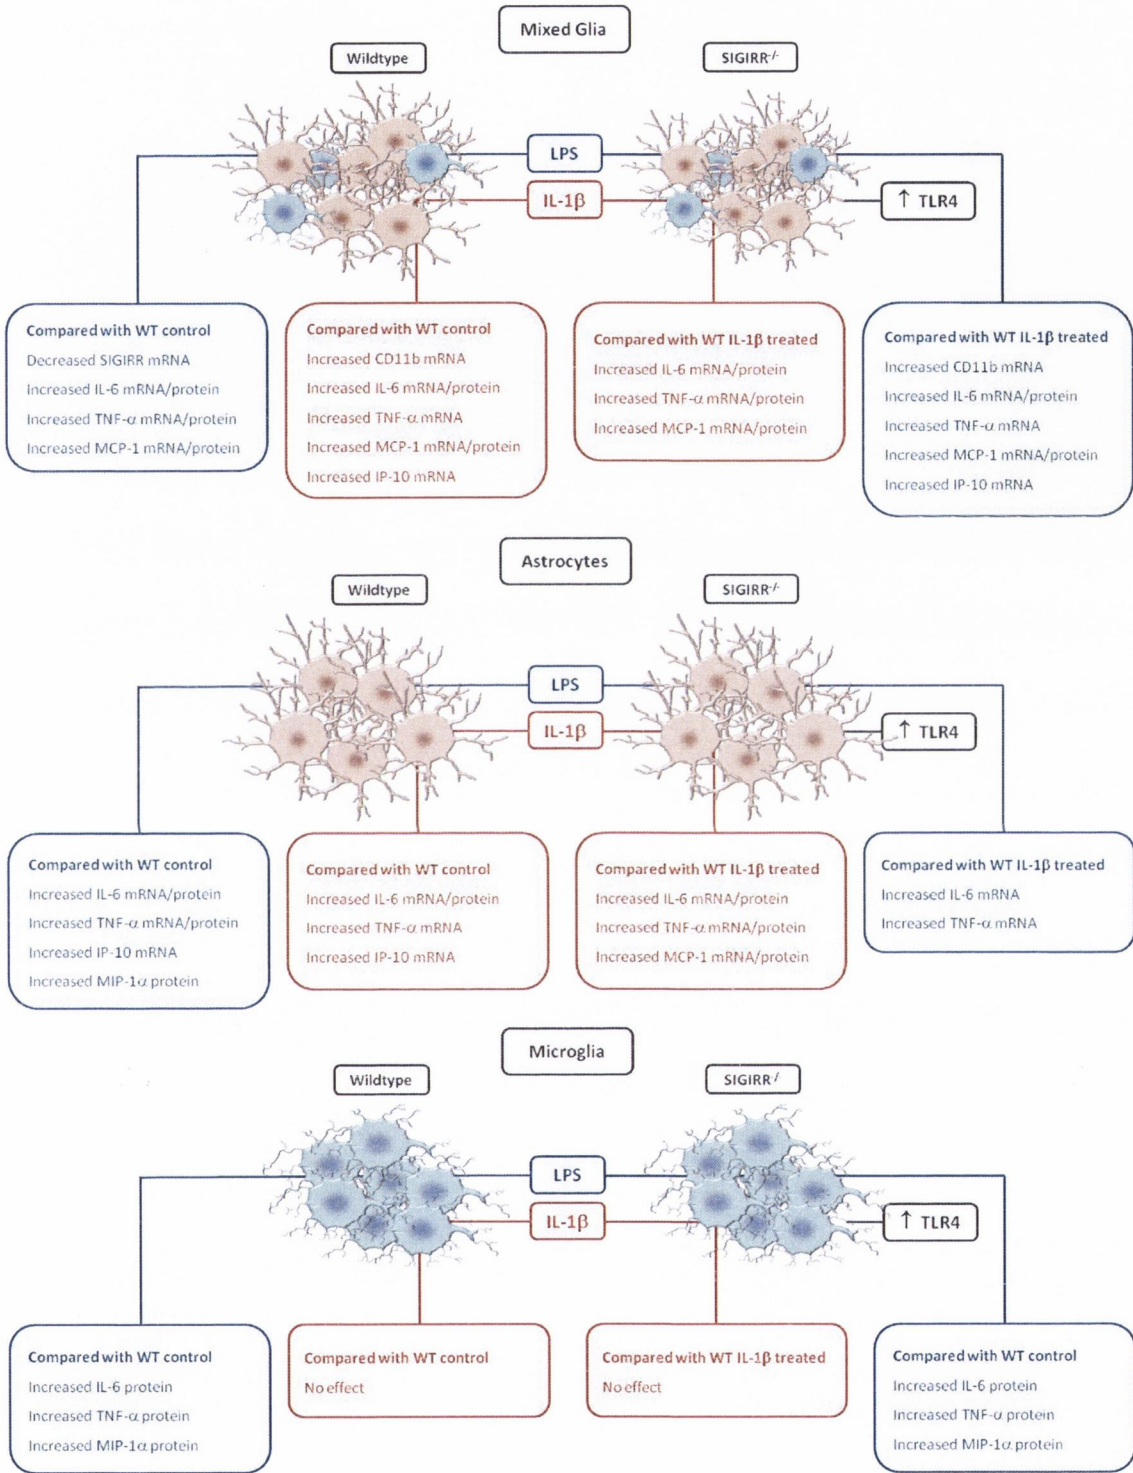 Mixed Glia
Wildtype
SIGIRR-/-
LPS
IL-1β
↑ TLR4
Compared with WT control
Decreased SIGIRR mRNA
Increased IL-6 mRNA/protein
Increased TNF-α mRNA/protein
Increased MCP-1 mRNA/protein
Compared with WT control
Increased CD11b mRNA
Increased IL-6 mRNA/protein
Increased TNF-α mRNA
Increased MCP-1 mRNA/protein
Increased IP-10 mRNA
Compared with WT IL-1β treated
Increased IL-6 mRNA/protein
Increased TNF-α mRNA/protein
Increased MCP-1 mRNA/protein
Compared with WT IL-1β treated
Increased CD11b mRNA
Increased IL-6 mRNA/protein
Increased TNF-α mRNA
Increased MCP-1 mRNA/protein
Increased IP-10 mRNA
Astrocytes
Wildtype
SIGIRR-/-
LPS
IL-1β
↑ TLR4
Compared with WT control
Increased IL-6 mRNA/protein
Increased TNF-α mRNA/protein
Increased IP-10 mRNA
Increased MIP-1α protein
Compared with WT control
Increased IL-6 mRNA/protein
Increased TNF-α mRNA
Increased IP-10 mRNA
Compared with WT IL-1β treated
Increased IL-6 mRNA/protein
Increased TNF-α mRNA/protein
Increased MCP-1 mRNA/protein
Compared with WT IL-1β treated
Increased IL-6 mRNA
Increased TNF-α mRNA
Microglia
Wildtype
SIGIRR-/
LPS
IL-1β
↑ TLR4
Compared with WT control
Increased IL-6 protein
Increased TNF-α protein
Increased MIP-1α protein
Compared with WT control
No effect
Compared with WT IL-1β treated
No effect
Compared with WT control
Increased IL-6 protein
Increased TNF-α protein
Increased MIP-1α protein